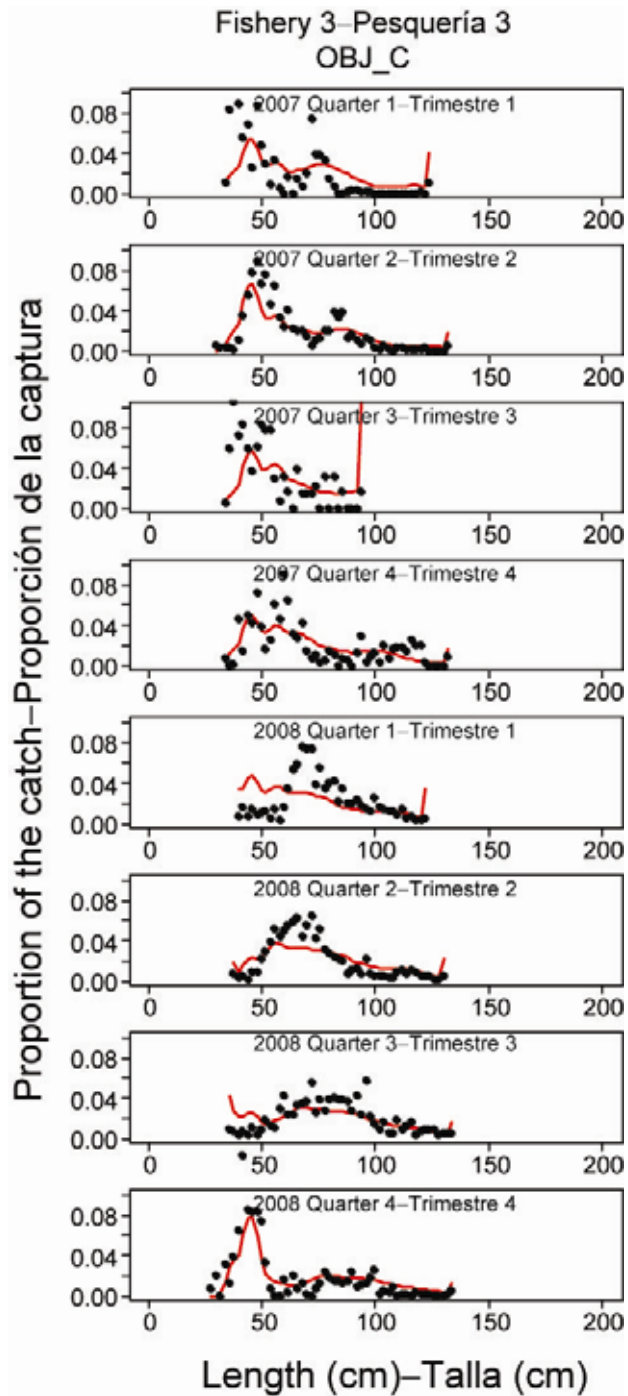 Fishery 3–Pesquería 3
OBJ_C
Proportion of the catch–Proporción de la captura
2007 Quarter 1–Trimestre 1
0.08
0.04
0.00
0 50 100 150 200
2007 Quarter 2–Trimestre 2
0.08
0.04
0.00
0 50 100 150 200
2007 Quarter 3–Trimestre 3
0.08
0.04
0.00
0 50 100 150 200
2007 Quarter 4–Trimestre 4
0.08
0.04
0.00
0 50 100 150 200
2008 Quarter 1–Trimestre 1
0.08
0.04
0.00
0 50 100 150 200
2008 Quarter 2–Trimestre 2
0.08
0.04
0.00
0 50 100 150 200
2008 Quarter 3–Trimestre 3
0.08
0.04
0.00
0 50 100 150 200
2008 Quarter 4–Trimestre 4
0.08
0.04
0.00
0 50 100 150 200
Length (cm)–Talla (cm)